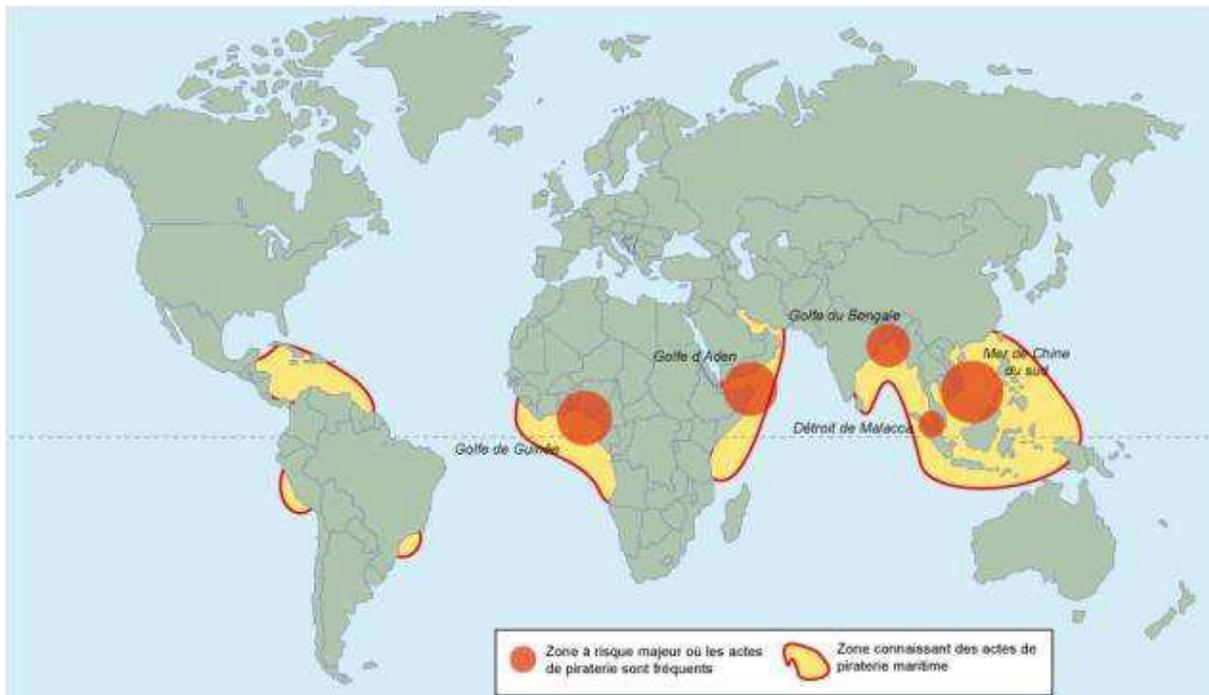 Golfe du Bengale
Golfe d'Aden
Mer de Chine
du sud
Détroit de Malacca
Golfe de Guinée
Zone à risque majeur où les actes
de piraterie sont fréquents
Zone connaissant des actes de
piraterie maritime